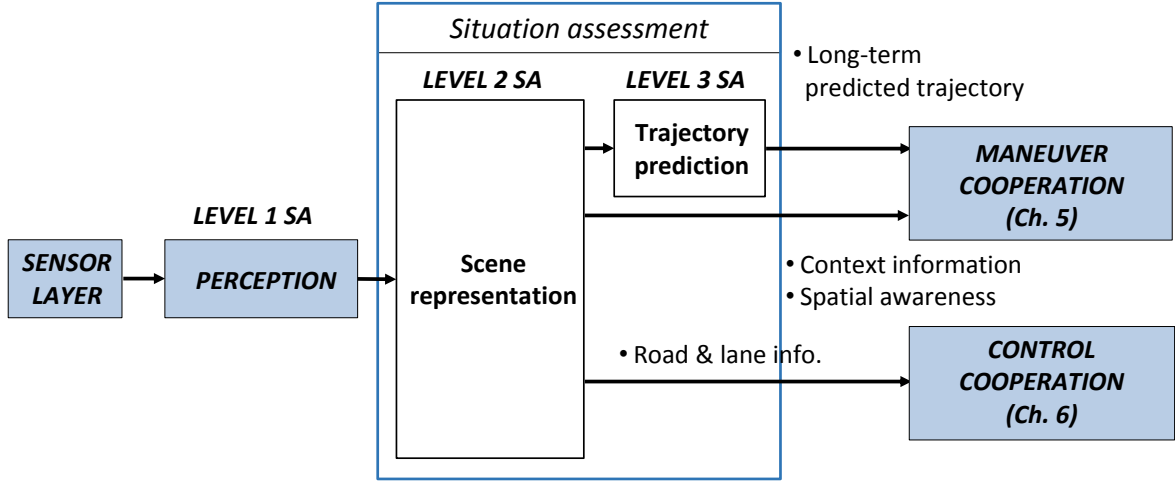 Situation assessment
• Long-term
predicted trajectory
LEVEL 2 SA
LEVEL 3 SA
Trajectory
prediction
MANEUVER
COOPERATION
(Ch. 5)
LEVEL 1 SA
SENSOR
LAYER
PERCEPTION
Scene
representation
• Context information
• Spatial awareness
• Road & lane info.
CONTROL
COOPERATION
(Ch. 6)